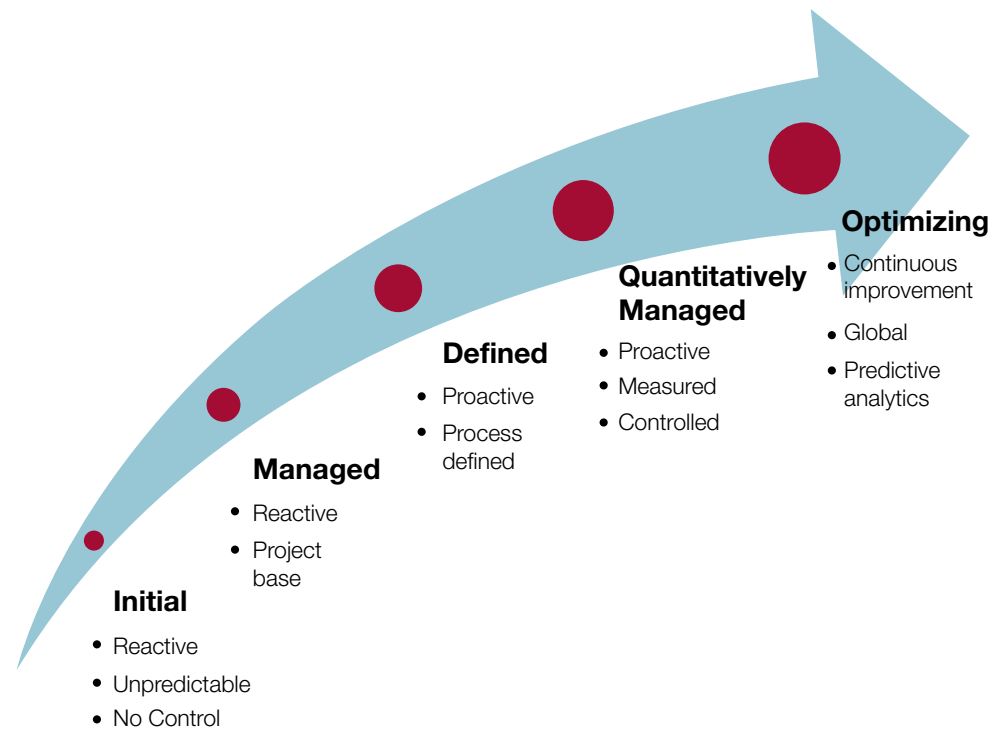 Initial
• Reactive
• Unpredictable
• No Control
Managed
• Reactive
• Project
base
Defined
• Proactive
• Process
defined
Quantitatively
Managed
• Proactive
• Measured
• Controlled
Optimizing
• Continuous
improvement
• Global
• Predictive
analytics